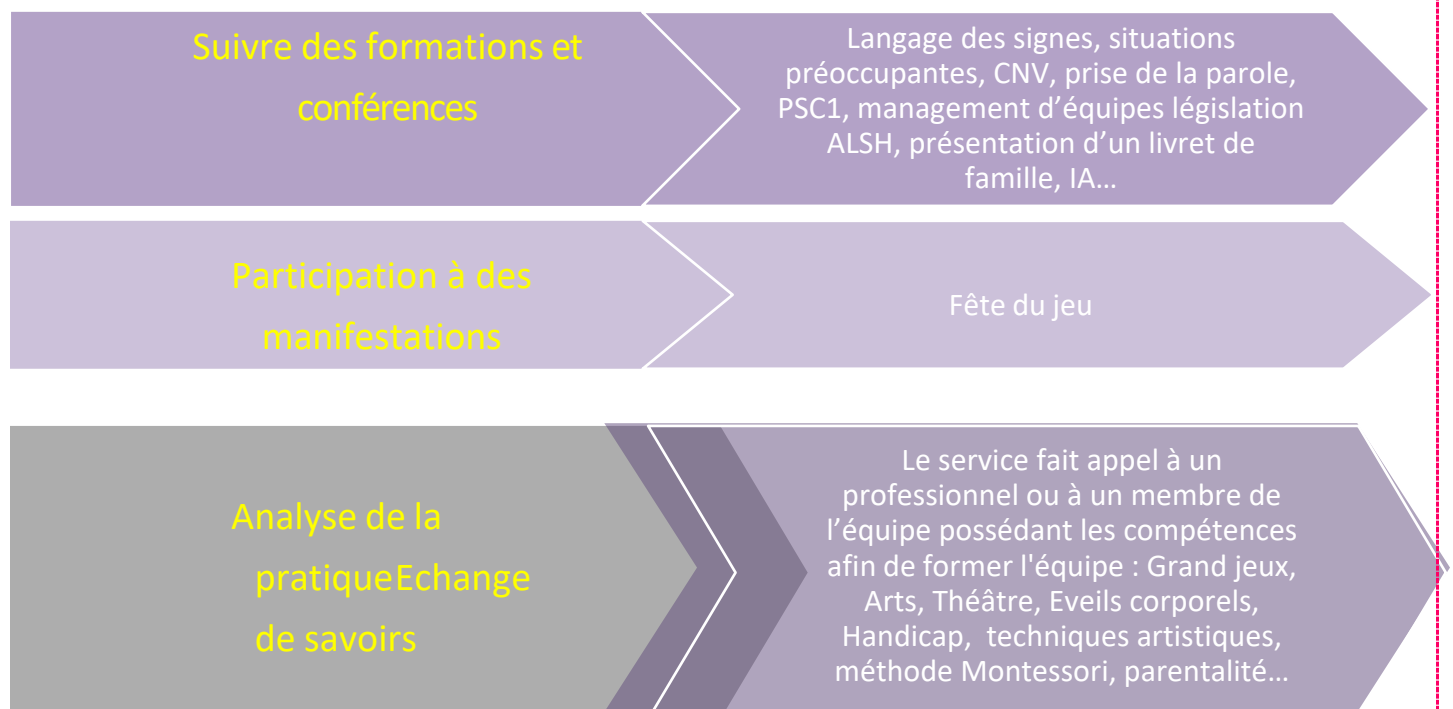 Suivre des formations et
conférences
Langage des signes, situations
préoccupantes, CNV, prise de la parole,
PSC1, management d’équipes législation
ALSH, présentation d’un livret de
famille, IA…
Participation à des
manifestations
Fête du jeu
Analyse de la
pratiqueEchange
de savoirs
Le service fait appel à un
professionnel ou à un membre de
l’équipe possédant les compétences
afin de former l'équipe : Grand jeux,
Arts, Théâtre, Eveils corporels,
Handicap,  techniques artistiques,
méthode Montessori, parentalité…